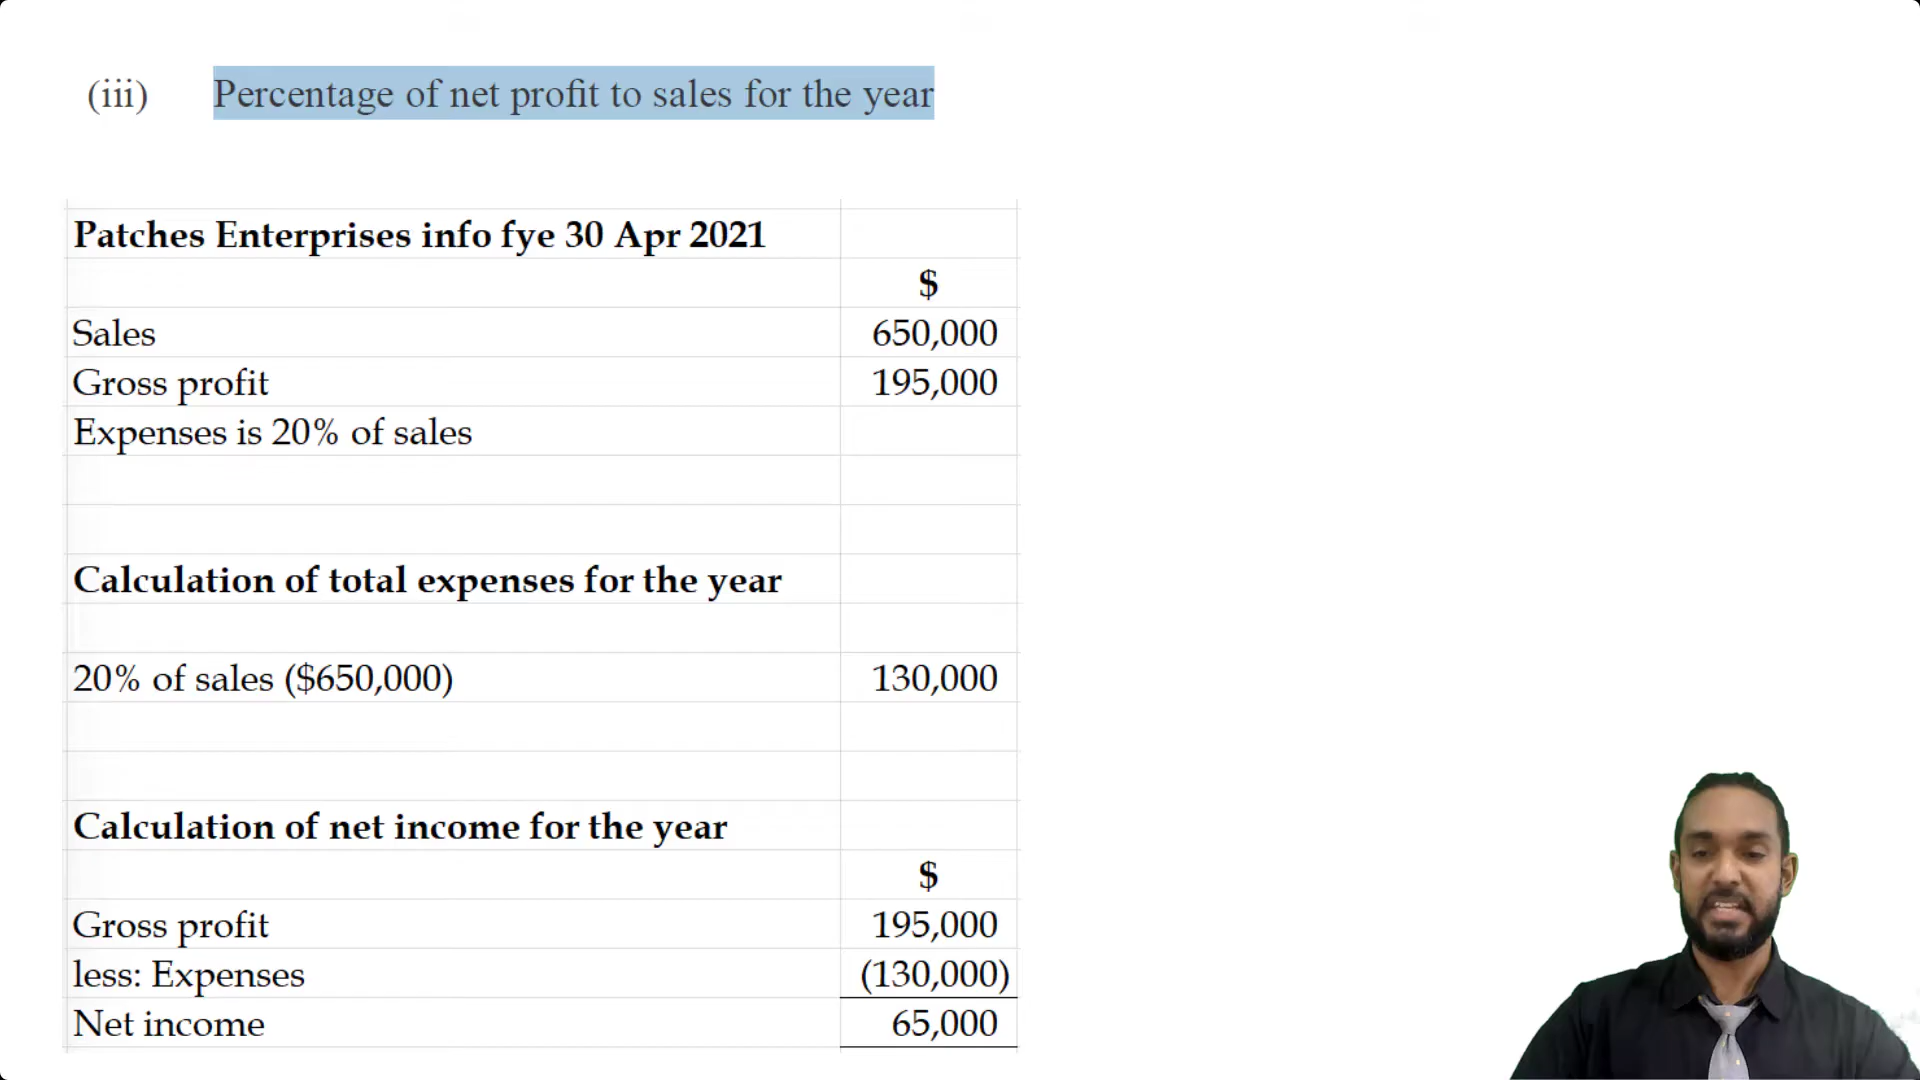 (iii) Percentage of net profit to sales for the year
Patches Enterprises info fye 30 Apr 2021
$
Sales 650,000
Gross profit 195,000
Expenses is 20% of sales
Calculation of total expenses for the year
20% of sales ($650,000) 130,000
Calculation of net income for the year
$
Gross profit 195,000
less: Expenses (130,000)
Net income 65,000